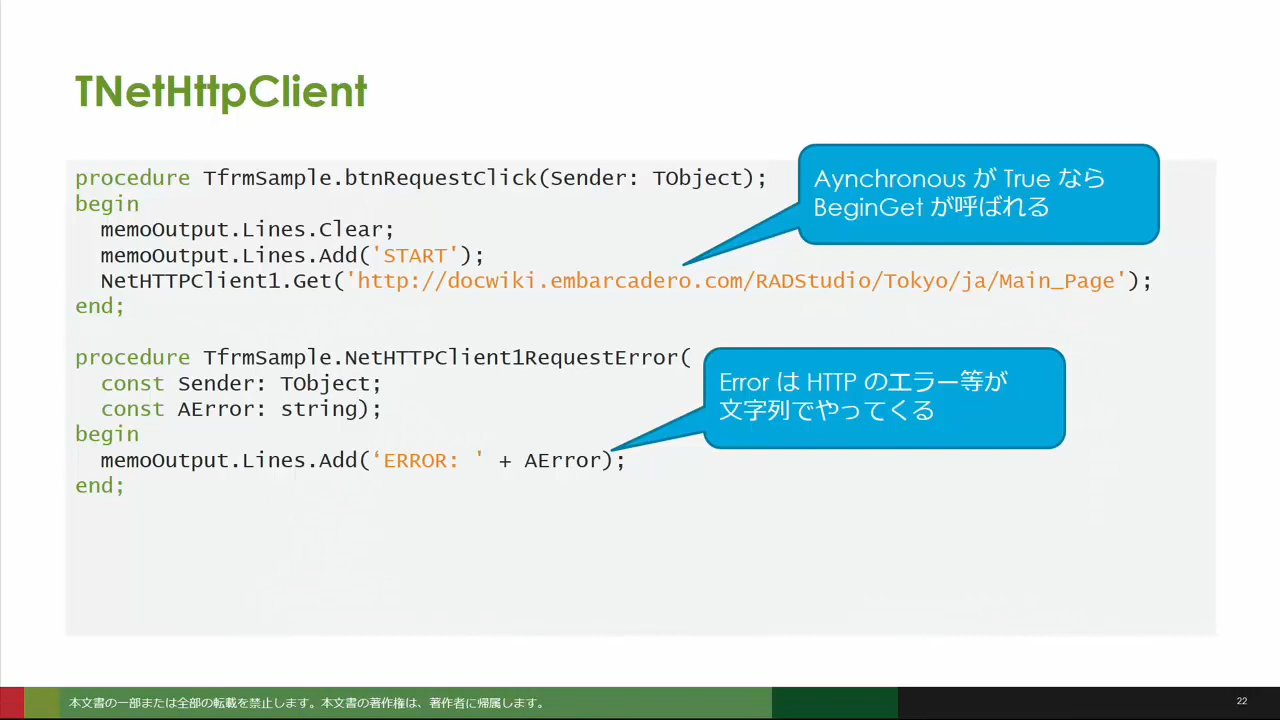 TNetHttpClient
procedure TfrmSample.btnRequestClick(Sender: TObject);
begin
memoOutput.Lines.Clear;
memoOutput.Lines.Add('START');
NetHTTPClient1.Get('http://docwiki.embarcadero.com/RADStudio/Tokyo/ja/Main_Page');
end;
Aynchronous が True なら
BeginGet が呼ばれる
procedure TfrmSample.NetHTTPClient1RequestError(
const Sender: TObject;
const AError: string);
begin
memoOutput.Lines.Add(‘ERROR: ' + AError);
end;
Error は HTTP のエラー等が
文字列でやってくる
本文書の一部または全部の転載を禁止します。本文書の著作権は、著作者に帰属します。
22